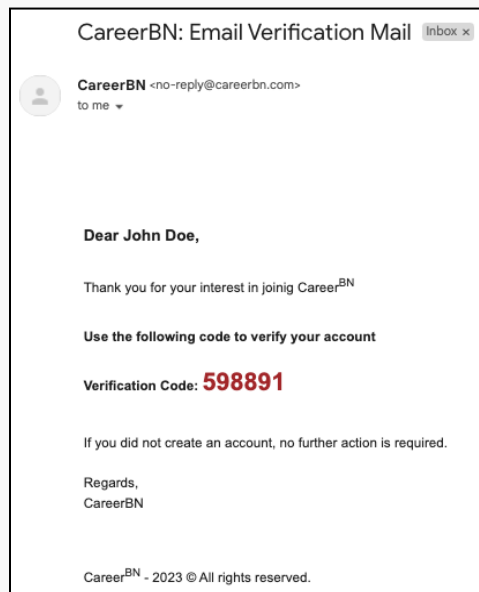 CareerBN: Email Verification Mail Inbox ×
CareerBN <no-reply@careerbn.com>
to me
Dear John Doe,
Thank you for your interest in joinig CareerBN
Use the following code to verify your account
Verification Code: 598891
If you did not create an account, no further action is required.
Regards,
CareerBN
CareerBN - 2023 © All rights reserved.